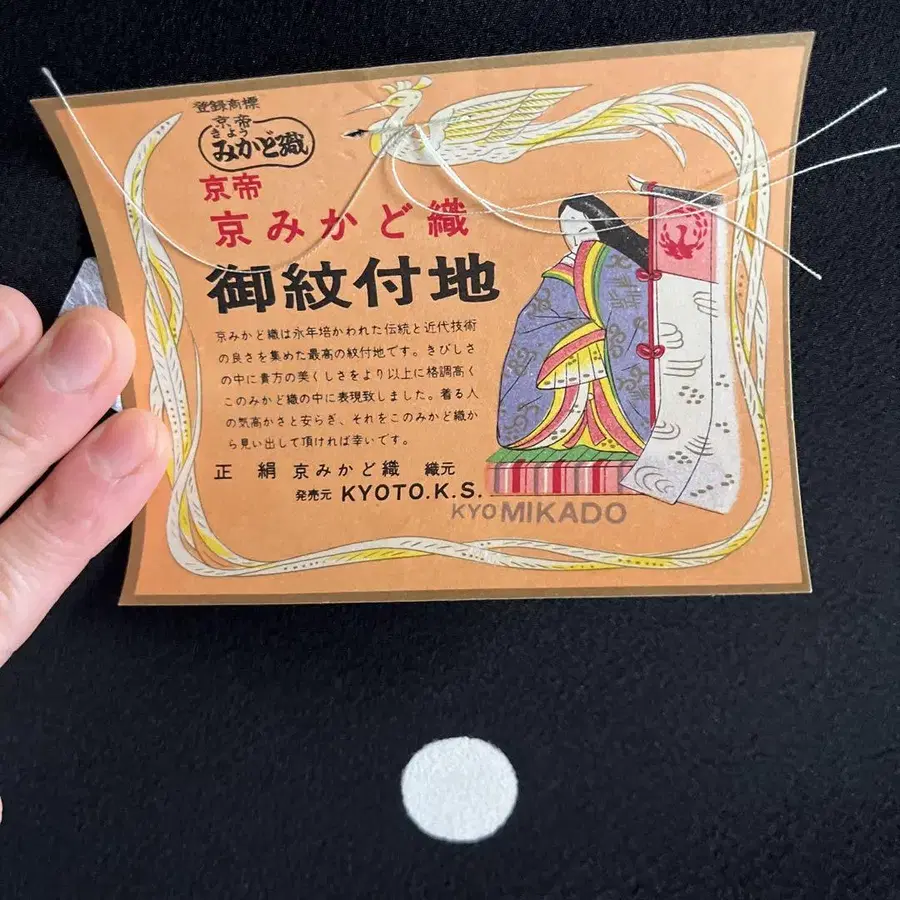 登録商標
京帝
きょう
みかど織
京帝
京みかど織
御紋付地
京みかど織は永年培かわれた伝統と近代技術
の良さを集めた最高の紋付地です。きびしさ
の中に貴方の美くしさをより以上に格調高く
このみかど織の中に表現致しました。着る人
の気高かさと安らぎ、それをこのみかど織か
ら見い出して頂ければ幸いです。
正絹 京みかど織 織元
発売元 KYOTO.K.S.
KYOMIKADO